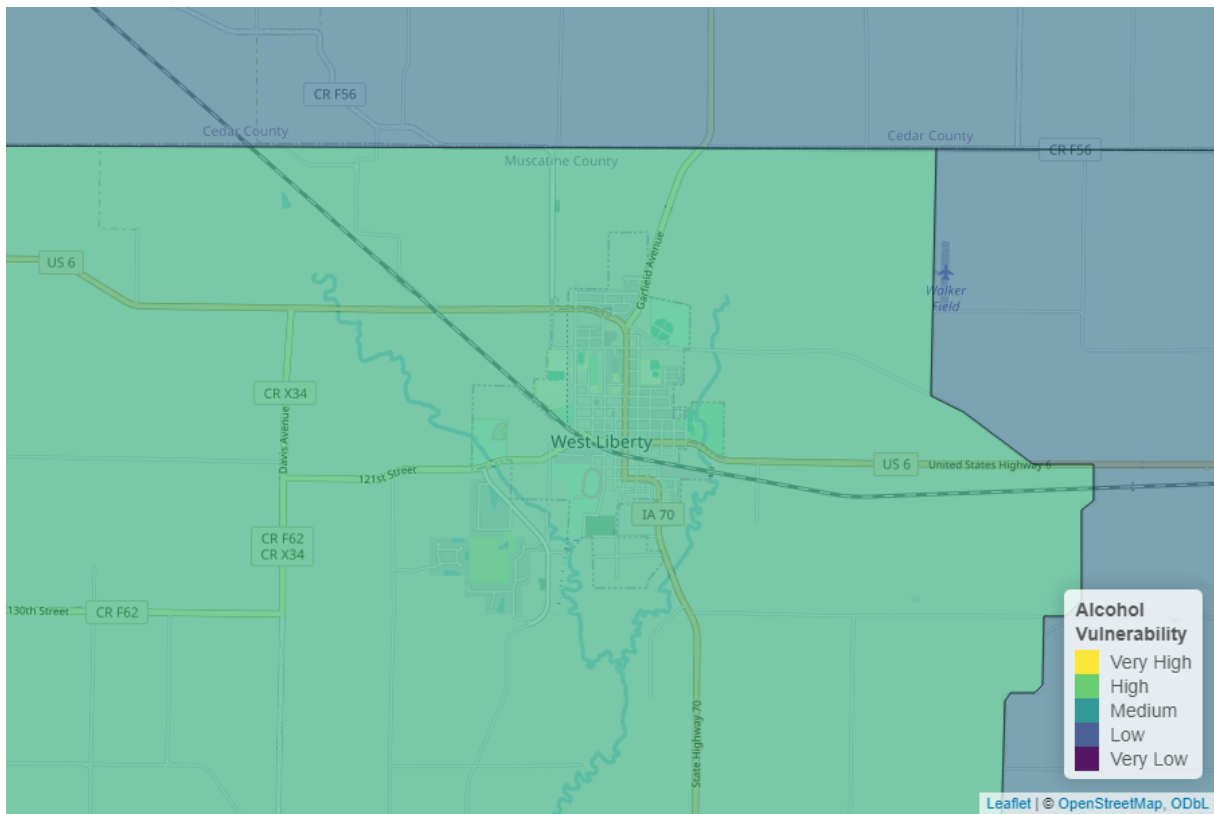 CR F56
Cedar County
Cedar County
CR F56
Muscatine County
US 6
Garfield Avenue
Walker
Field
CR X34
Davis Avenue
West Liberty
121st Street
US 6
United States Highway 6
IA 70
CR F62
CR X34
130th Street
CR F62
State Highway 70
Alcohol
Vulnerability
Very High
High
Medium
Low
Very Low
Leaflet | © OpenStreetMap, ODbL